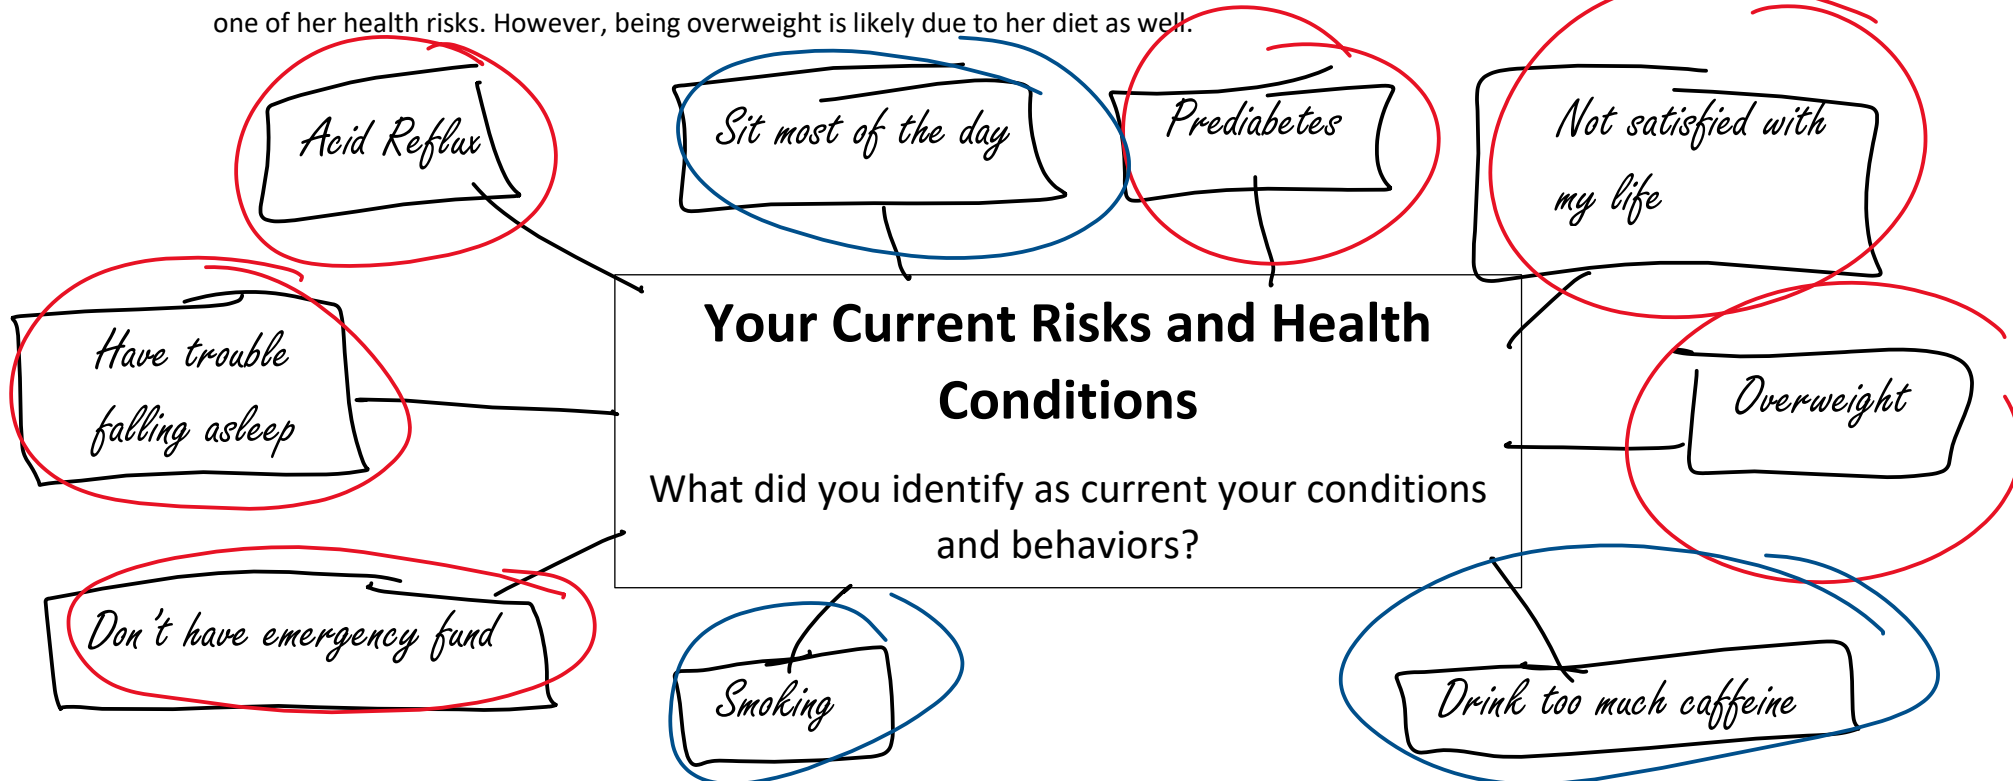 one of her health risks. However, being overweight is likely due to her diet as well.
Acid Reflux
Sit most of the day
Prediabetes
Not satisfied with
my life
Have trouble
falling asleep
Your Current Risks and Health
Conditions
What did you identify as current your conditions
and behaviors?
Overweight
Don't have emergency fund
Smoking
Drink too much caffeine